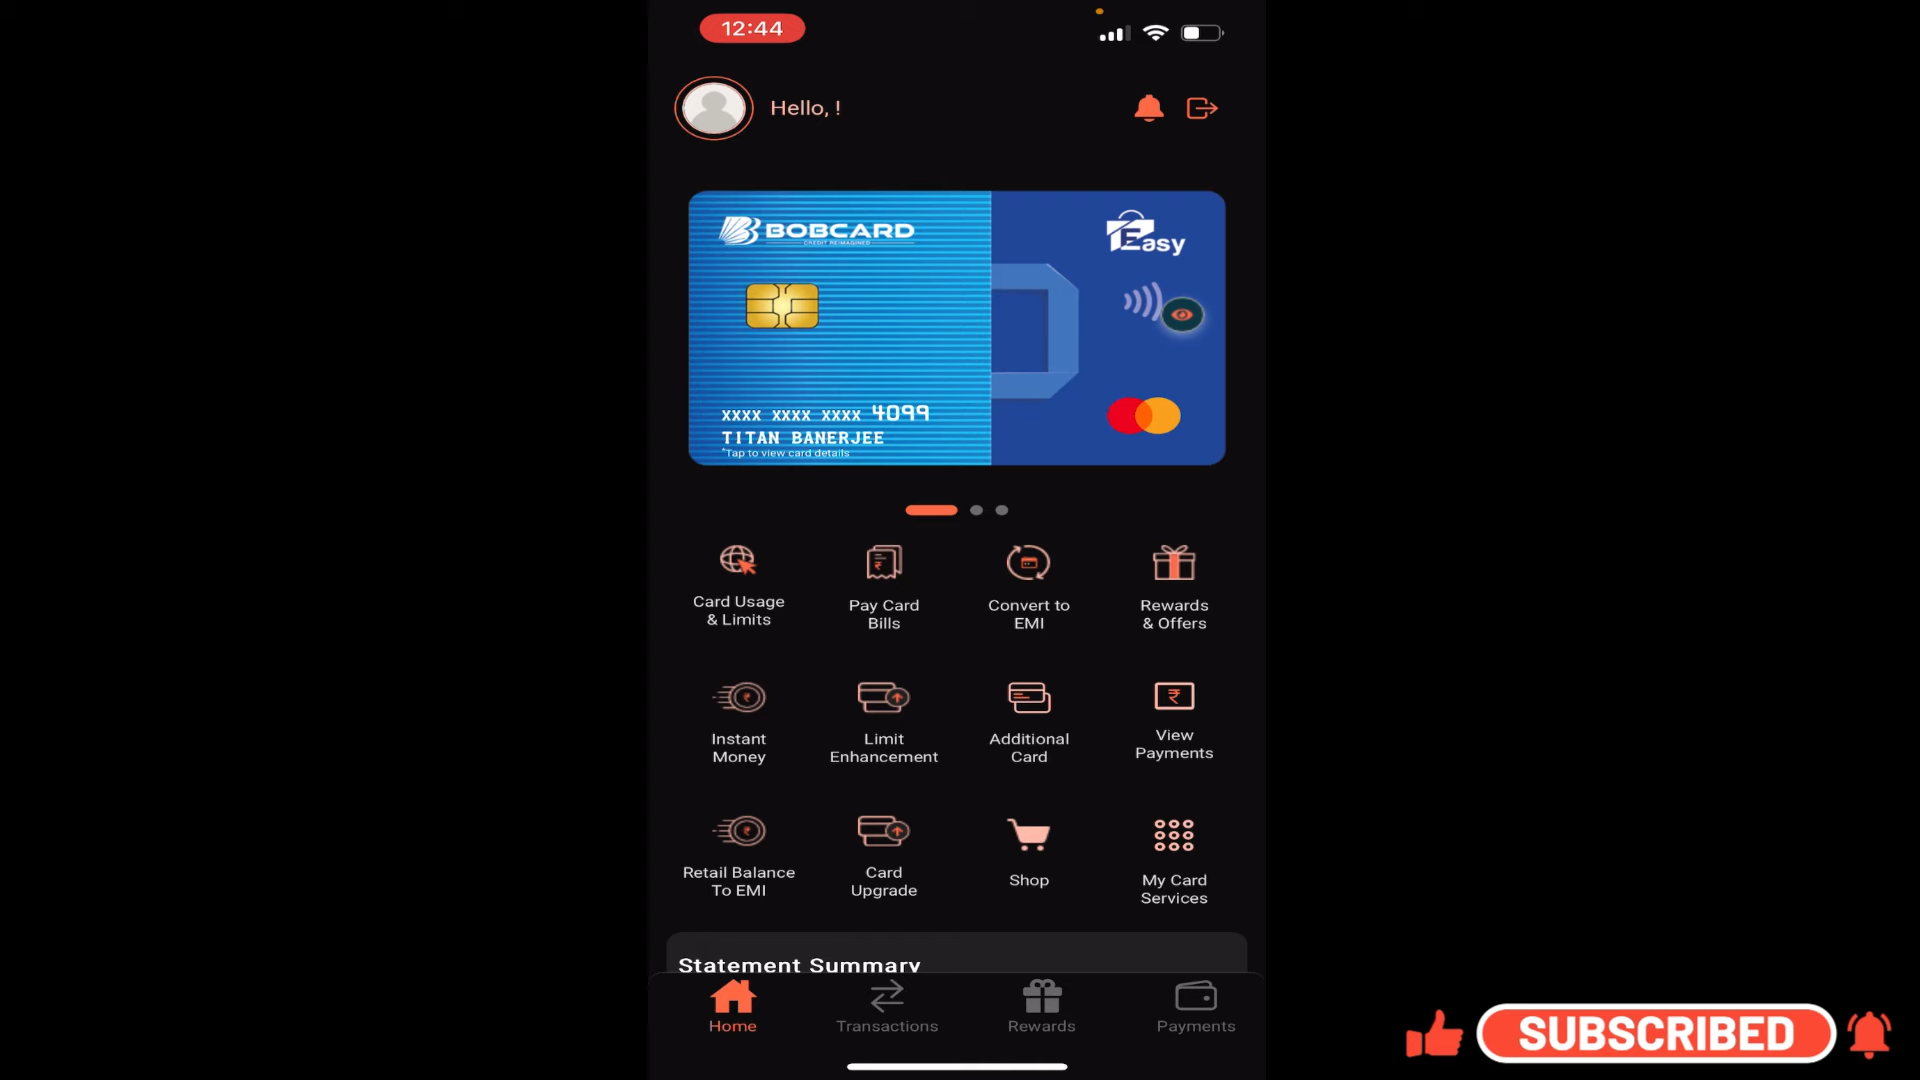 12:44
Hello, !
BOBCARD
CREDIT REIMAGINED
Easy
XXXX XXXX XXXX 4099
TITAN BANERJEE
*Tap to view card details
Card Usage
& Limits
Pay Card
Bills
Convert to
EMI
Rewards
& Offers
Instant
Money
Limit
Enhancement
Additional
Card
View
Payments
Retail Balance
To EMI
Card
Upgrade
Shop
My Card
Services
Statement Summary
Home
Transactions
Rewards
Payments
SUBSCRIBED